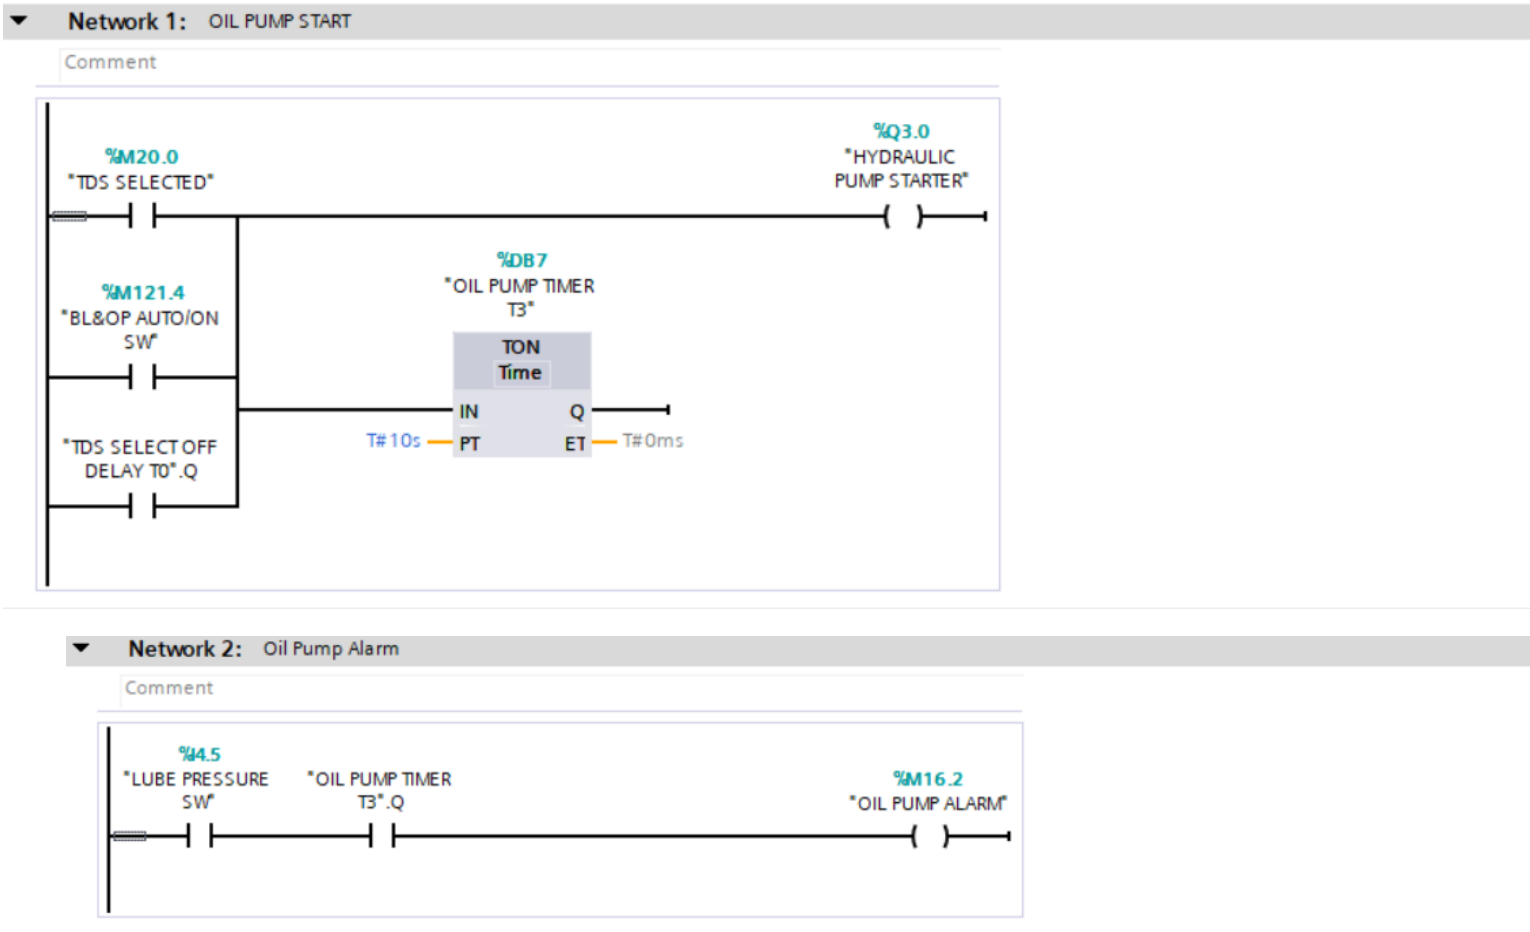 Network 1: OIL PUMP START
Comment
%M20.0
"TDS SELECTED"
%Q3.0
"HYDRAULIC
PUMP STARTER"
%M121.4
"BL&OP AUTO/ON
SW"
%DB7
"OIL PUMP TIMER
T3"
TON
Time
IN Q
T#10s PT ET T#0ms
"TDS SELECT OFF
DELAY T0".Q
Network 2: Oil Pump Alarm
Comment
%I4.5
"LUBE PRESSURE
SW"
"OIL PUMP TIMER
T3".Q
%M16.2
"OIL PUMP ALARM"